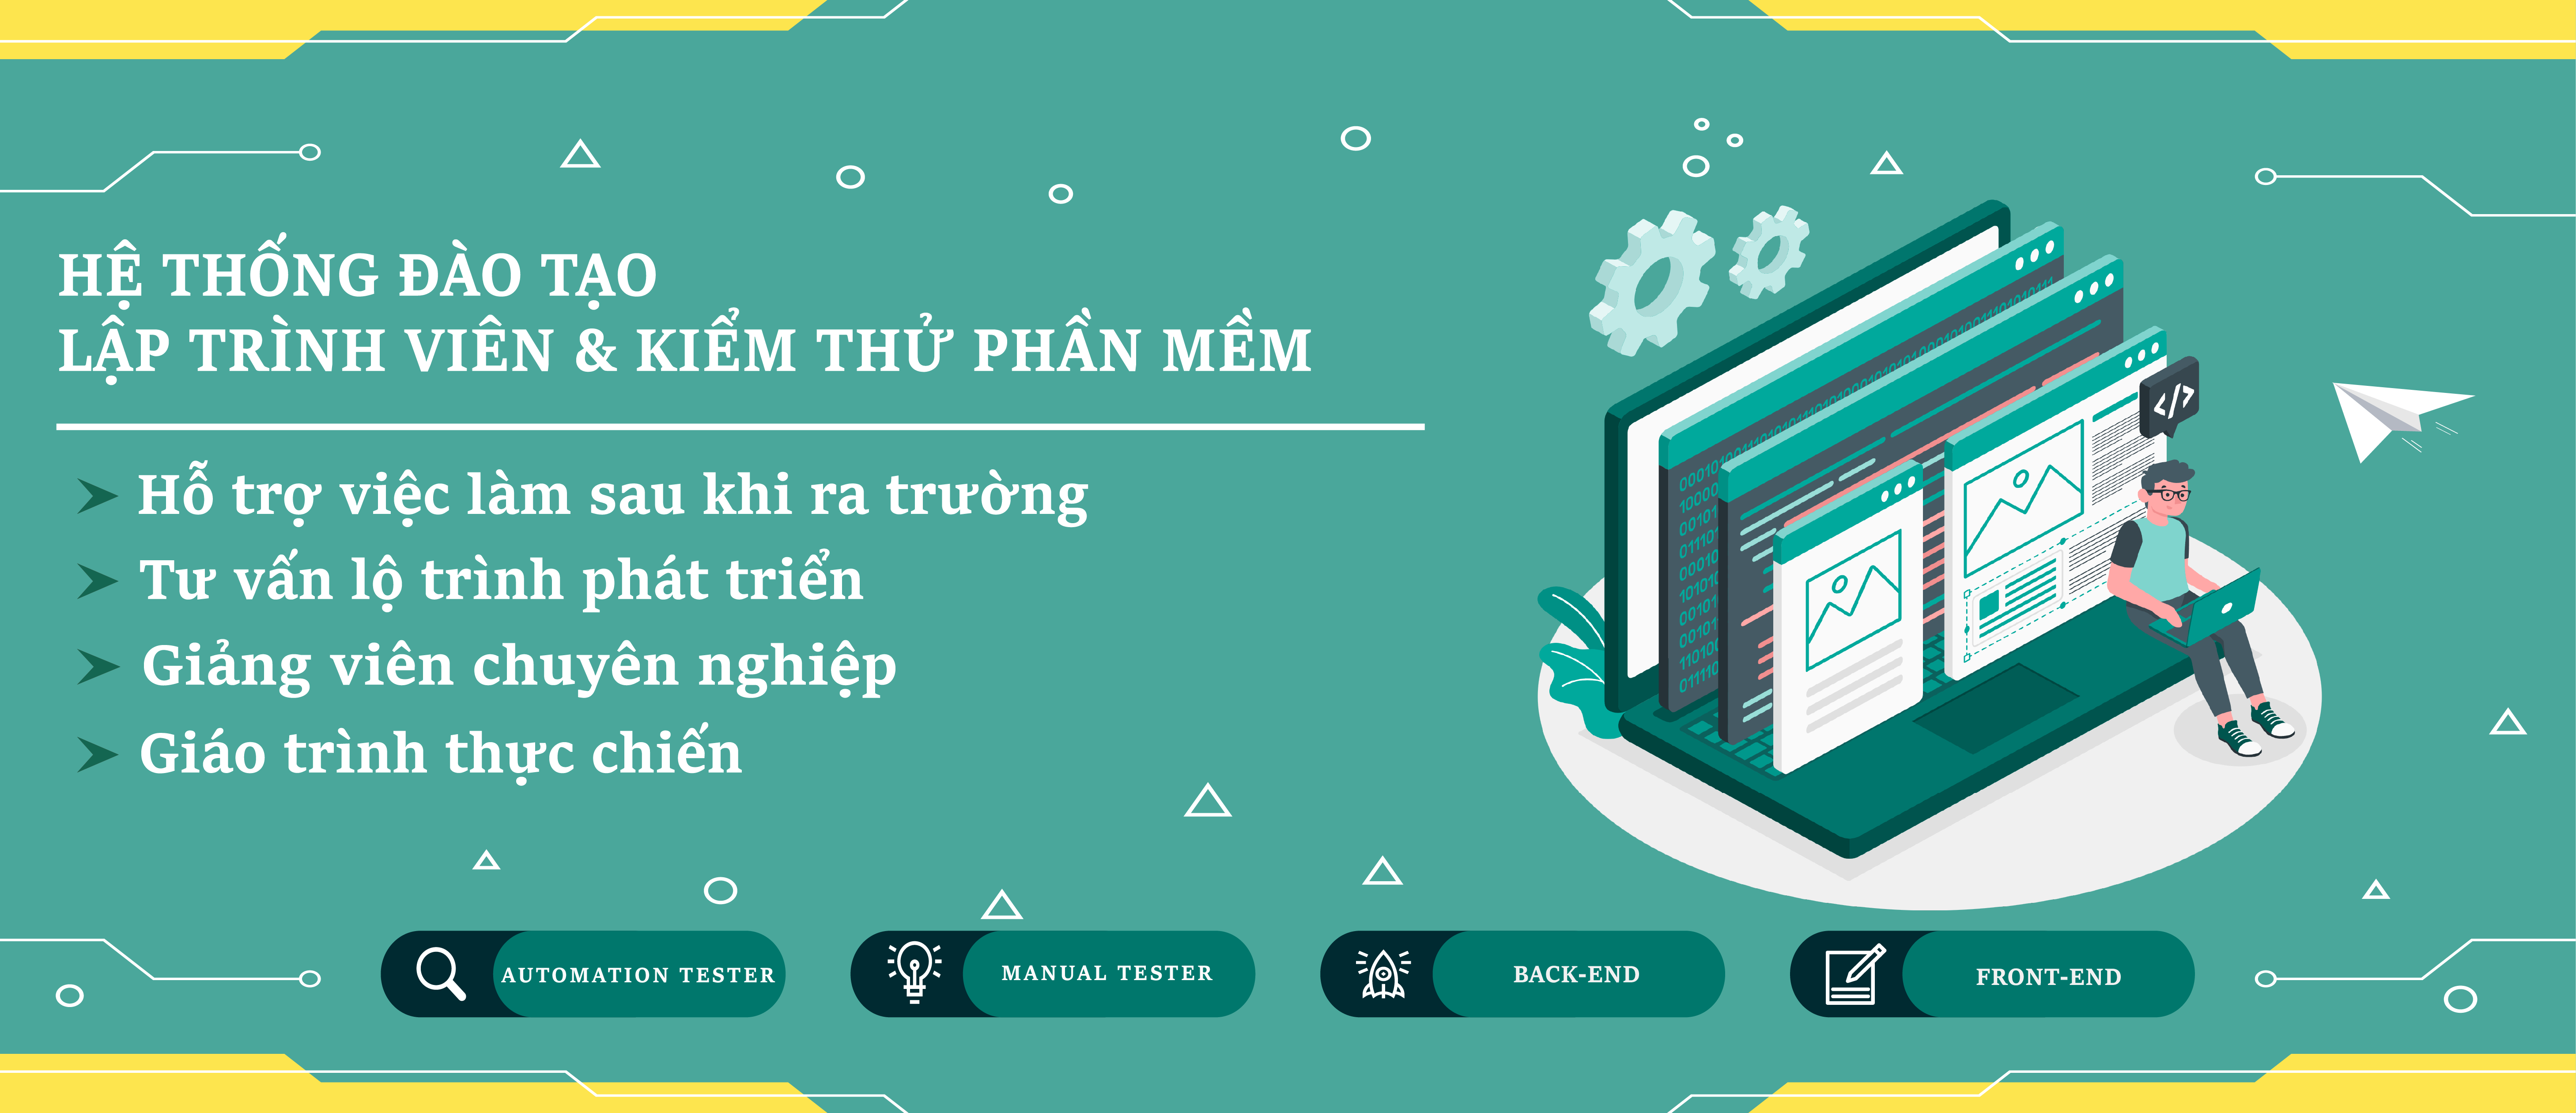 HỆ THỐNG ĐÀO TẠO
LẬP TRÌNH VIÊN & KIỂM THỬ PHẦN MỀM
Hỗ trợ việc làm sau khi ra trường
Tư vấn lộ trình phát triển
Giảng viên chuyên nghiệp
Giáo trình thực chiến
</>
AUTOMATION TESTER
MANUAL TESTER
BACK-END
FRONT-END